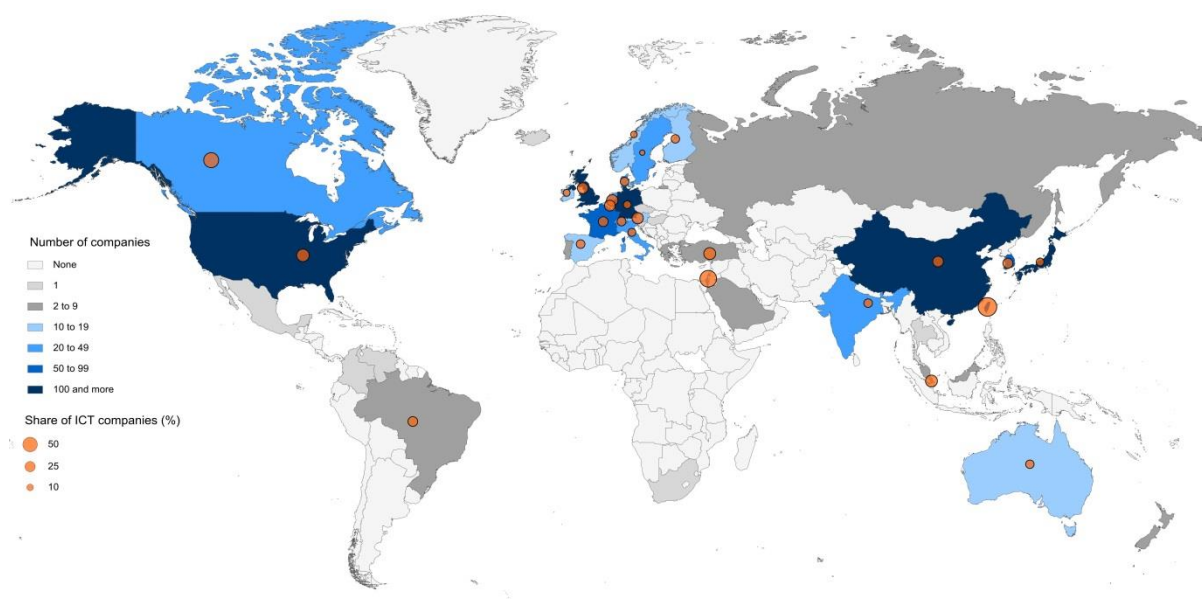 Number of companies
None
1
2 to 9
10 to 19
20 to 49
50 to 99
100 and more
Share of ICT companies (%)
50
25
10